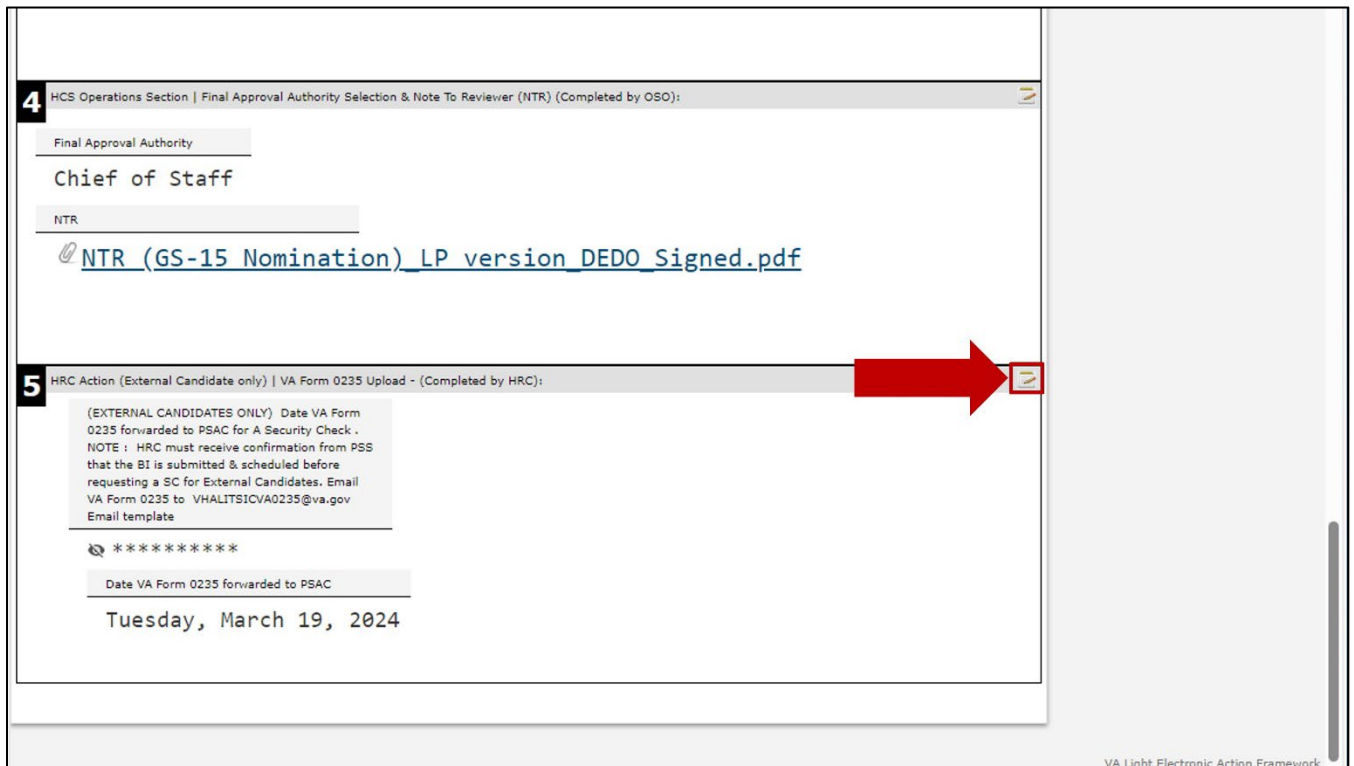 4
HCS Operations Section | Final Approval Authority Selection & Note To Reviewer (NTR) (Completed by OSO):
Final Approval Authority
Chief of Staff
NTR
NTR (GS-15 Nomination)_LP version_DEDO_Signed.pdf
5
HRC Action (External Candidate only) | VA Form 0235 Upload - (Completed by HRC):
(EXTERNAL CANDIDATES ONLY) Date VA Form
0235 forwarded to PSAC for A Security Check .
NOTE : HRC must receive confirmation from PSS
that the BI is submitted & scheduled before
requesting a SC for External Candidates. Email
VA Form 0235 to VHALITSICVA0235@va.gov
Email template
**********
Date VA Form 0235 forwarded to PSAC
Tuesday, March 19, 2024
VA Light Electronic Action Framework